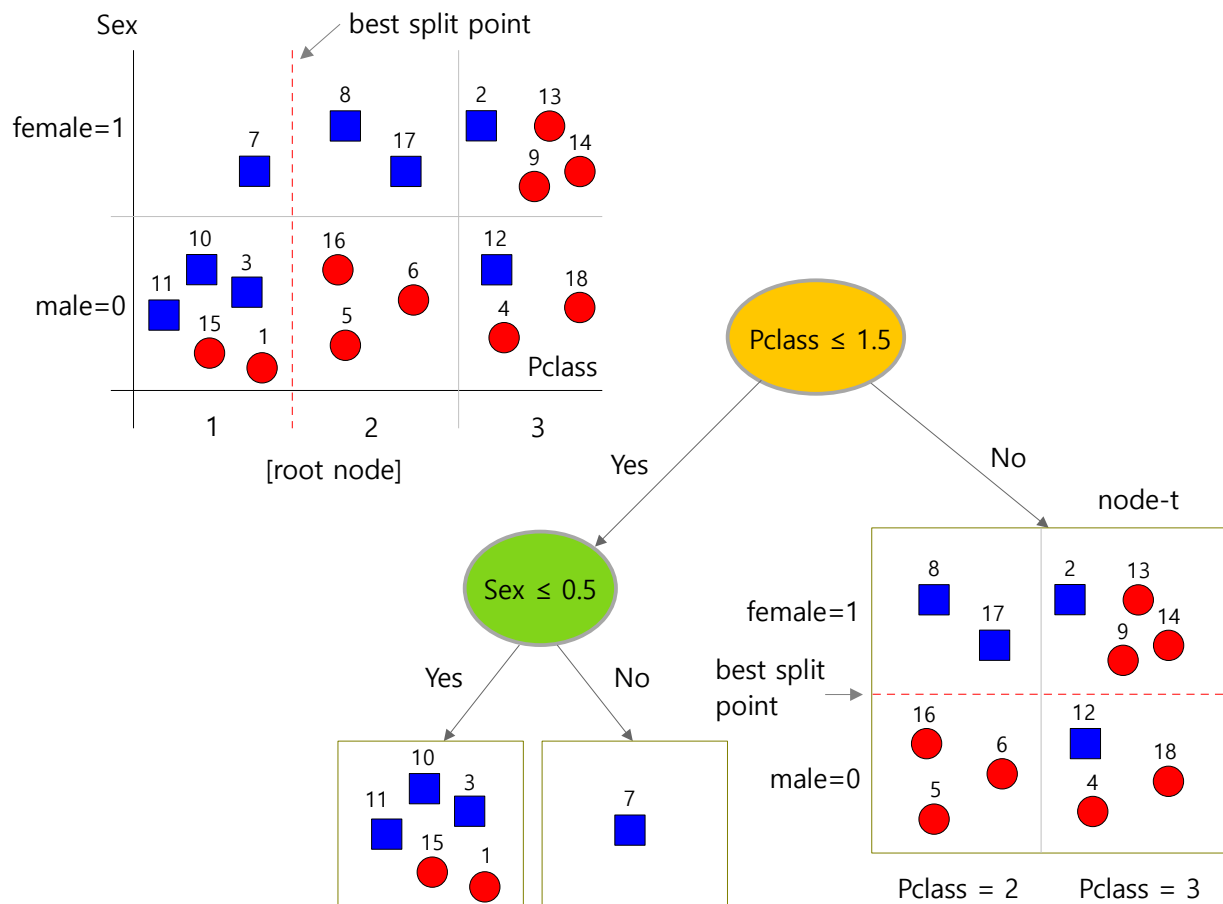 Sex
best split point
female=1
8
2
13
7
17
9
14
10
3
11
16
6
12
18
male=0
15
1
5
4
Pclass
1
2
3
[root node]
Pclass ≤ 1.5
Yes
No
node-t
Sex ≤ 0.5
Yes
No
8
2
13
female=1
17
9
14
best split
point
16
6
12
18
male=0
5
4
Pclass = 2
Pclass = 3
10
3
11
15
1
7